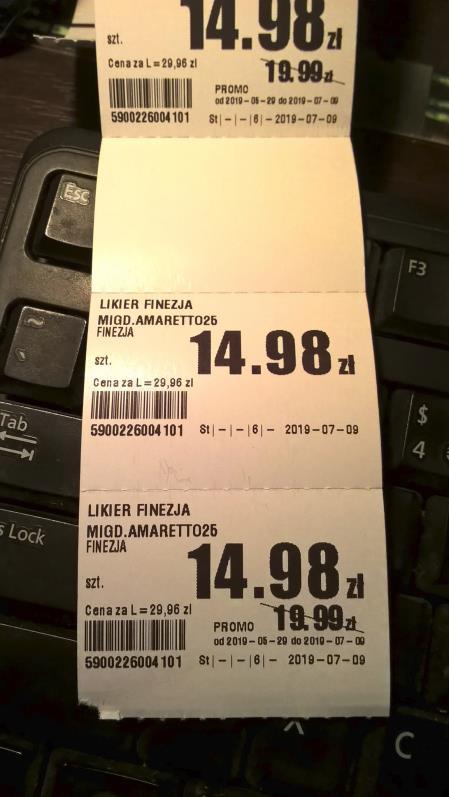 14.98 zł
szt.
Cena za L = 29,96 zł
19.99 zł
PROMO
od 2019-05-29 do 2019-07-09
5900226004101 St|-|-|6|- 2019-07-09
Esc
F3
LIKIER FINEZJA
MIGD.AMARETTO25
FINEZJA
14.98 zł
szt.
Cena za L = 29,96 zł
5900226004101 St|-|-|6|- 2019-07-09
~
Tab
$
4
s Lock
LIKIER FINEZJA
MIGD.AMARETTO25
FINEZJA
14.98 zł
szt.
Cena za L = 29,96 zł
19.99 zł
PROMO
od 2019-05-29 do 2019-07-09
5900226004101 St|-|-|6|- 2019-07-09
C